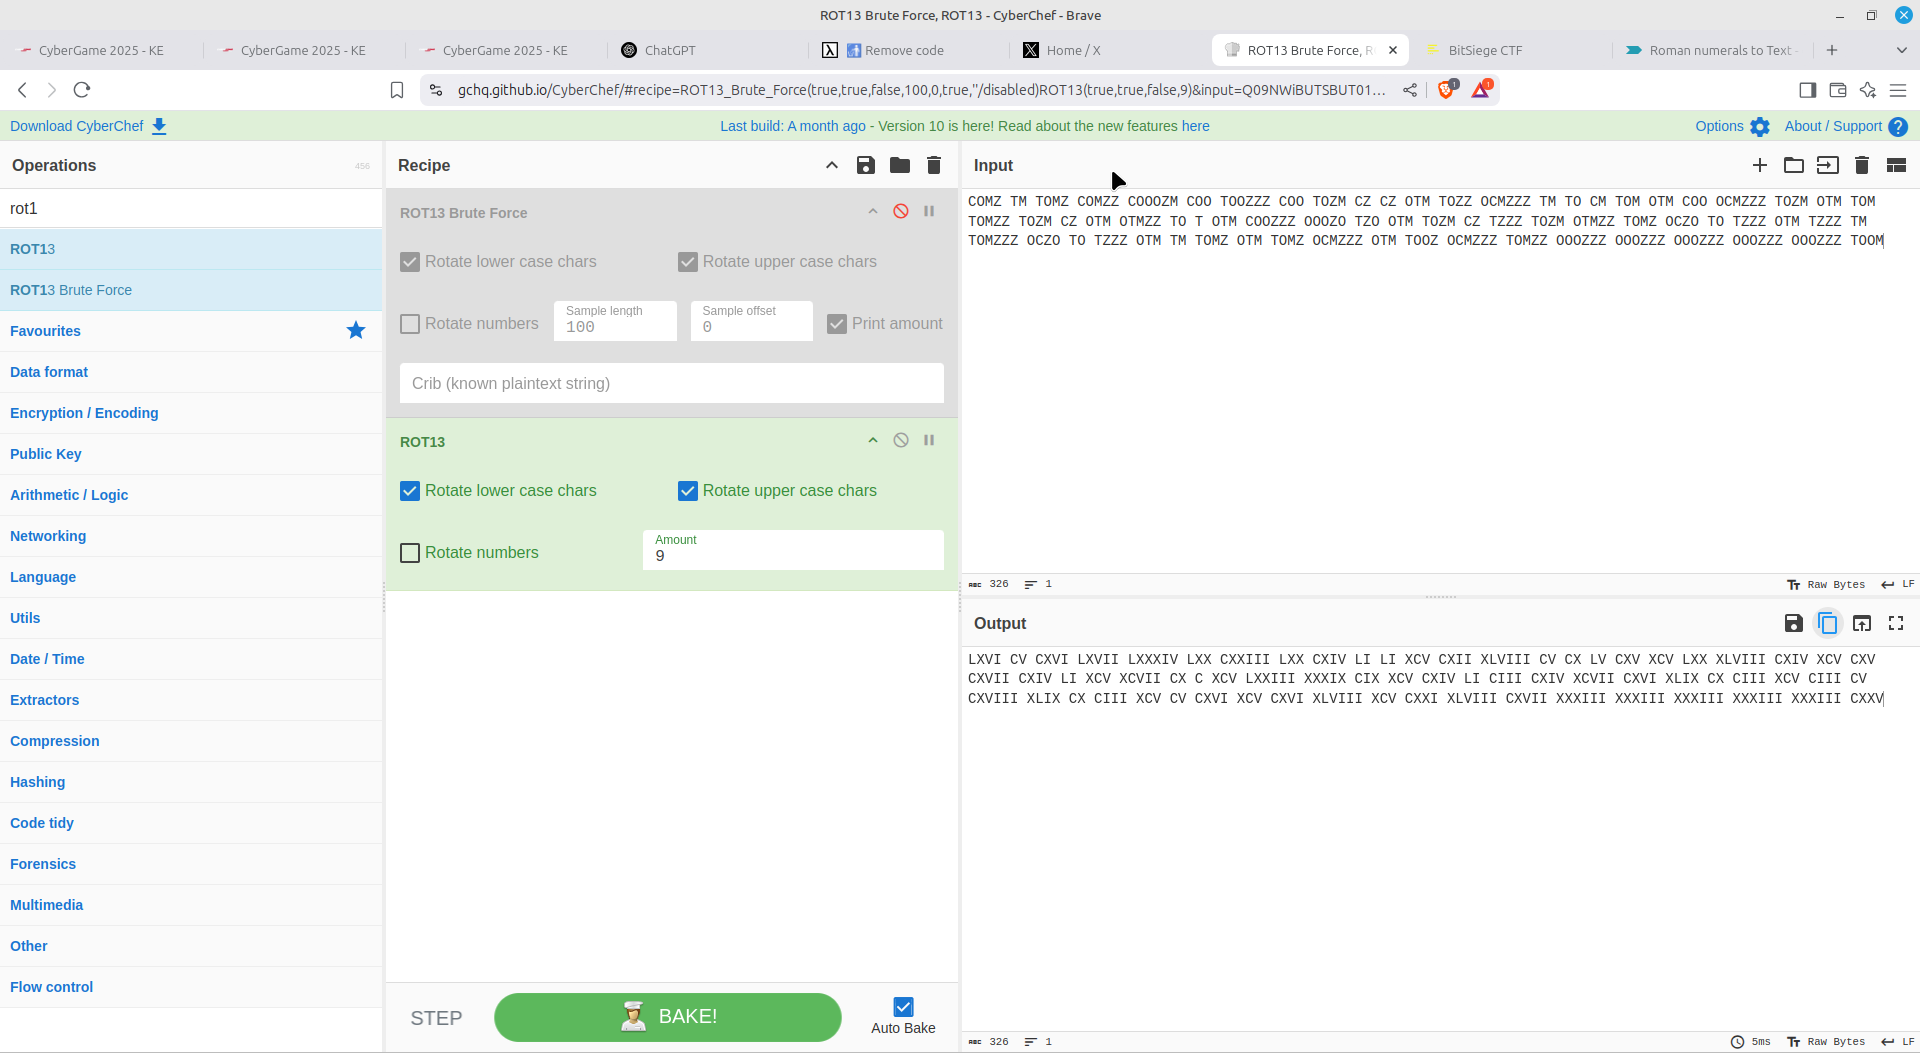 ROT13 Brute Force, ROT13 - CyberChef - Brave
CyberGame 2025 - KE
CyberGame 2025 - KE
CyberGame 2025 - KE
ChatGPT
Remove code
Home / X
ROT13 Brute Force, R
BitSiege CTF
Roman numerals to Text -
gchq.github.io/CyberChef/#recipe=ROT13_Brute_Force(true,true,false,100,0,true,''/disabled)ROT13(true,true,false,9)&input=Q09NWiBUTSBUT01...
1
1
Download CyberChef
Last build: A month ago - Version 10 is here! Read about the new features here
Options
About / Support
Operations
456
rot1
ROT13
ROT13 Brute Force
Favourites
Data format
Encryption / Encoding
Public Key
Arithmetic / Logic
Networking
Language
Utils
Date / Time
Extractors
Compression
Hashing
Code tidy
Forensics
Multimedia
Other
Flow control
Recipe
ROT13 Brute Force
Rotate lower case chars
Rotate upper case chars
Rotate numbers
Sample length
100
Sample offset
0
Print amount
Crib (known plaintext string)
ROT13
Rotate lower case chars
Rotate upper case chars
Rotate numbers
Amount
9
STEP
BAKE!
Auto Bake
Input
COMZ TM TOMZ COMZZ COOOZM COO TOOZZZ COO TOZM CZ CZ OTM TOZZ OCMZZZ TM TO CM TOM OTM COO OCMZZZ TOZM OTM TOM
TOMZZ TOZM CZ OTM OTMZZ TO T OTM COOZZZ OOOZO TZO OTM TOZM CZ TZZZ TOZM OTMZZ TOMZ OCZO TO TZZZ OTM TZZZ TM
TOMZZZ OCZO TO TZZZ OTM TM TOMZ OTM TOMZ OCMZZZ OTM TOOZ OCMZZZ TOMZZ OOOZZZ OOOZZZ OOOZZZ OOOZZZ OOOZZZ TOOM
ABC 326
1
Raw Bytes
LF
Output
LXVI CV CXVI LXVII LXXXIV LXX CXXIII LXX CXIV LI LI XCV CXII XLVIII CV CX LV CXV XCV LXX XLVIII CXIV XCV CXV
CXVII CXIV LI XCV XCVII CX C XCV LXXIII XXXIX CIX XCV CXIV LI CIII CXIV XCVII CXVI XLIX CX CIII XCV CIII CV
CXVIII XLIX CX CIII XCV CV CXVI XCV CXVI XLVIII XCV CXXI XLVIII CXVII XXXIII XXXIII XXXIII XXXIII XXXIII CXXV
ABC 326
1
5ms
Raw Bytes
LF